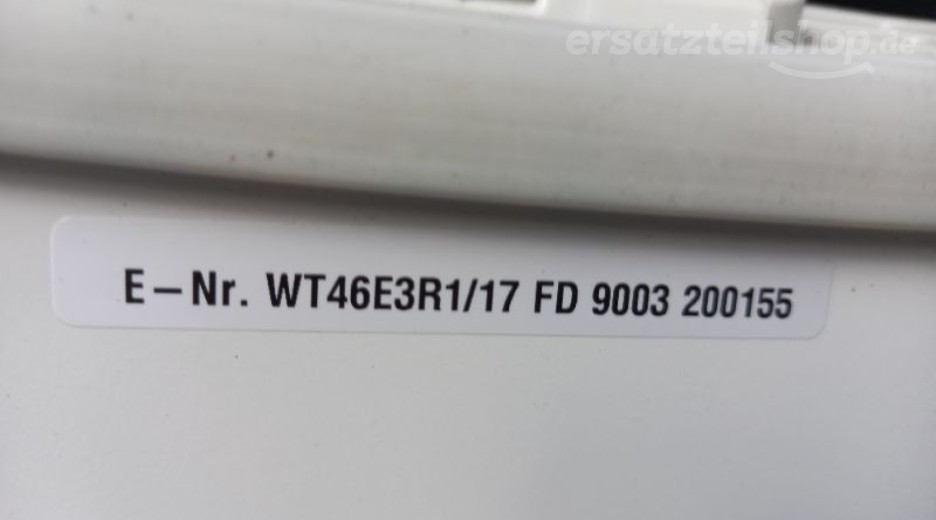 ersatzteilshop.de
E-Nr. WT46E3R1/17 FD 9003 200155